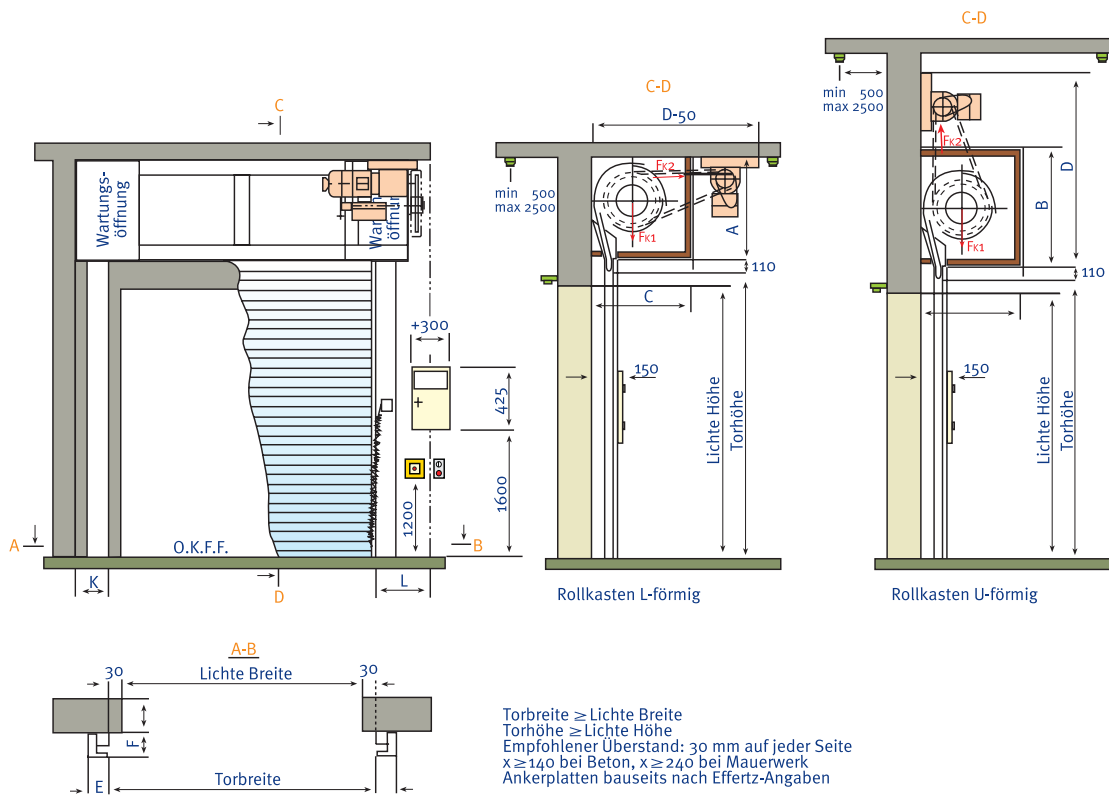 C-D
C
C-D
D-50
min 500
max 2500
Wartungs-
öffnung
Warten
öffnun
FK2
FK1
A
110
C
min 500
max 2500
FK2
FK1
D
B
110
+300
425
1600
1200
150
Lichte Höhe
Torhöhe
150
Lichte Höhe
Torhöhe
A
B
O.K.F.F.
K
D
L
Rollkasten L-förmig
Rollkasten U-förmig
A-B
30
Lichte Breite
30
F
E
Torbreite
Torbreite ≥ Lichte Breite
Torhöhe ≥ Lichte Höhe
Empfohlener Überstand: 30 mm auf jeder Seite
x ≥ 140 bei Beton, x ≥ 240 bei Mauerwerk
Ankerplatten bauseits nach Effertz-Angaben